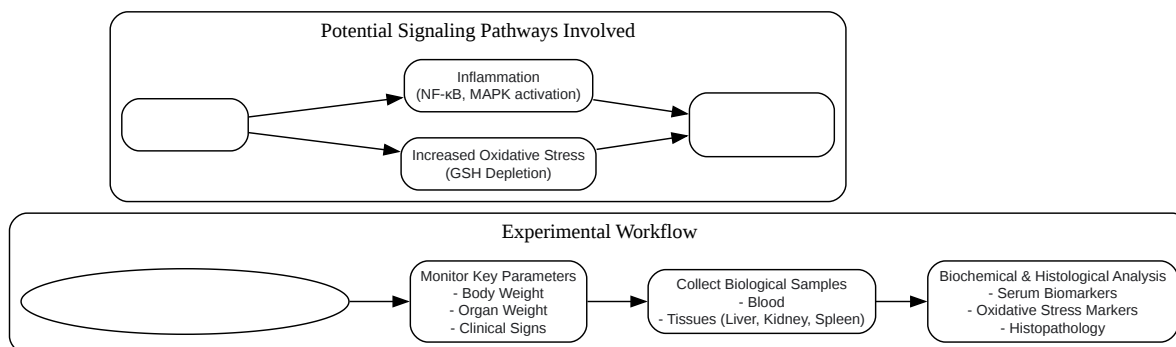 Potential Signaling Pathways Involved
Inflammation
(NF-κB, MAPK activation)
Increased Oxidative Stress
(GSH Depletion)
Experimental Workflow
Monitor Key Parameters
- Body Weight
- Organ Weight
- Clinical Signs
Collect Biological Samples
- Blood
- Tissues (Liver, Kidney, Spleen)
Biochemical & Histological Analysis
- Serum Biomarkers
- Oxidative Stress Markers
- Histopathology